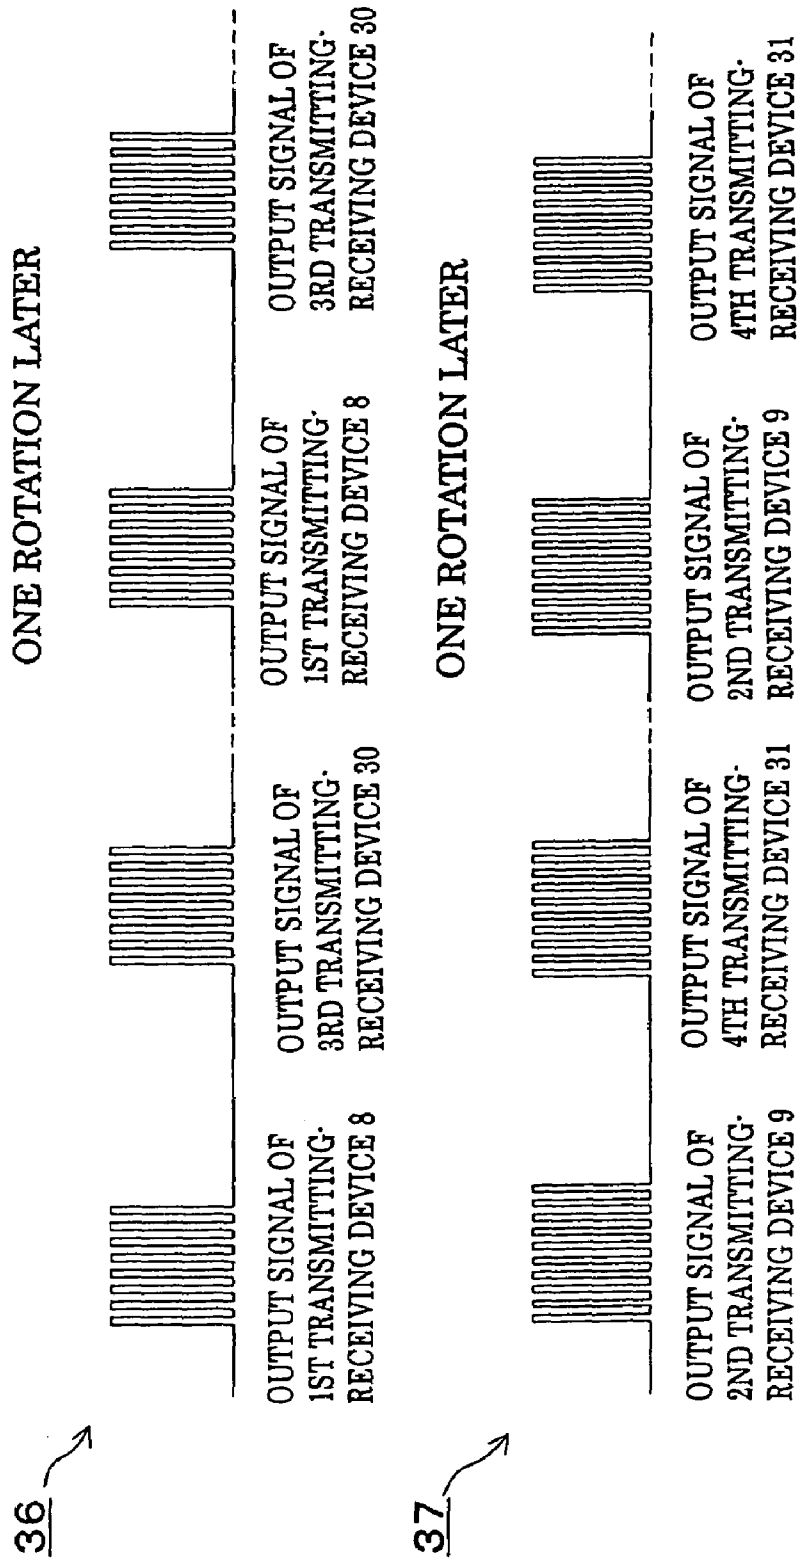 36
ONE ROTATION LATER
OUTPUT SIGNAL OF
1ST TRANSMITTING-
RECEIVING DEVICE 8
OUTPUT SIGNAL OF
3RD TRANSMITTING-
RECEIVING DEVICE 30
OUTPUT SIGNAL OF
1ST TRANSMITTING-
RECEIVING DEVICE 8
OUTPUT SIGNAL OF
3RD TRANSMITTING-
RECEIVING DEVICE 30
37
ONE ROTATION LATER
OUTPUT SIGNAL OF
2ND TRANSMITTING-
RECEIVING DEVICE 9
OUTPUT SIGNAL OF
4TH TRANSMITTING-
RECEIVING DEVICE 31
OUTPUT SIGNAL OF
2ND TRANSMITTING-
RECEIVING DEVICE 9
OUTPUT SIGNAL OF
4TH TRANSMITTING-
RECEIVING DEVICE 31